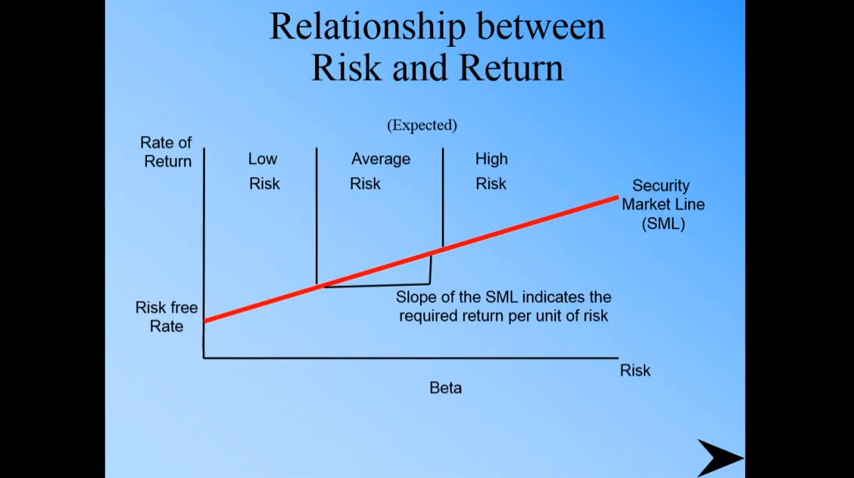 Relationship between
Risk and Return
(Expected)
Rate of
Return
Low
Risk
Average
Risk
High
Risk
Security
Market Line
(SML)
Risk free
Rate
Slope of the SML indicates the
required return per unit of risk
Risk
Beta